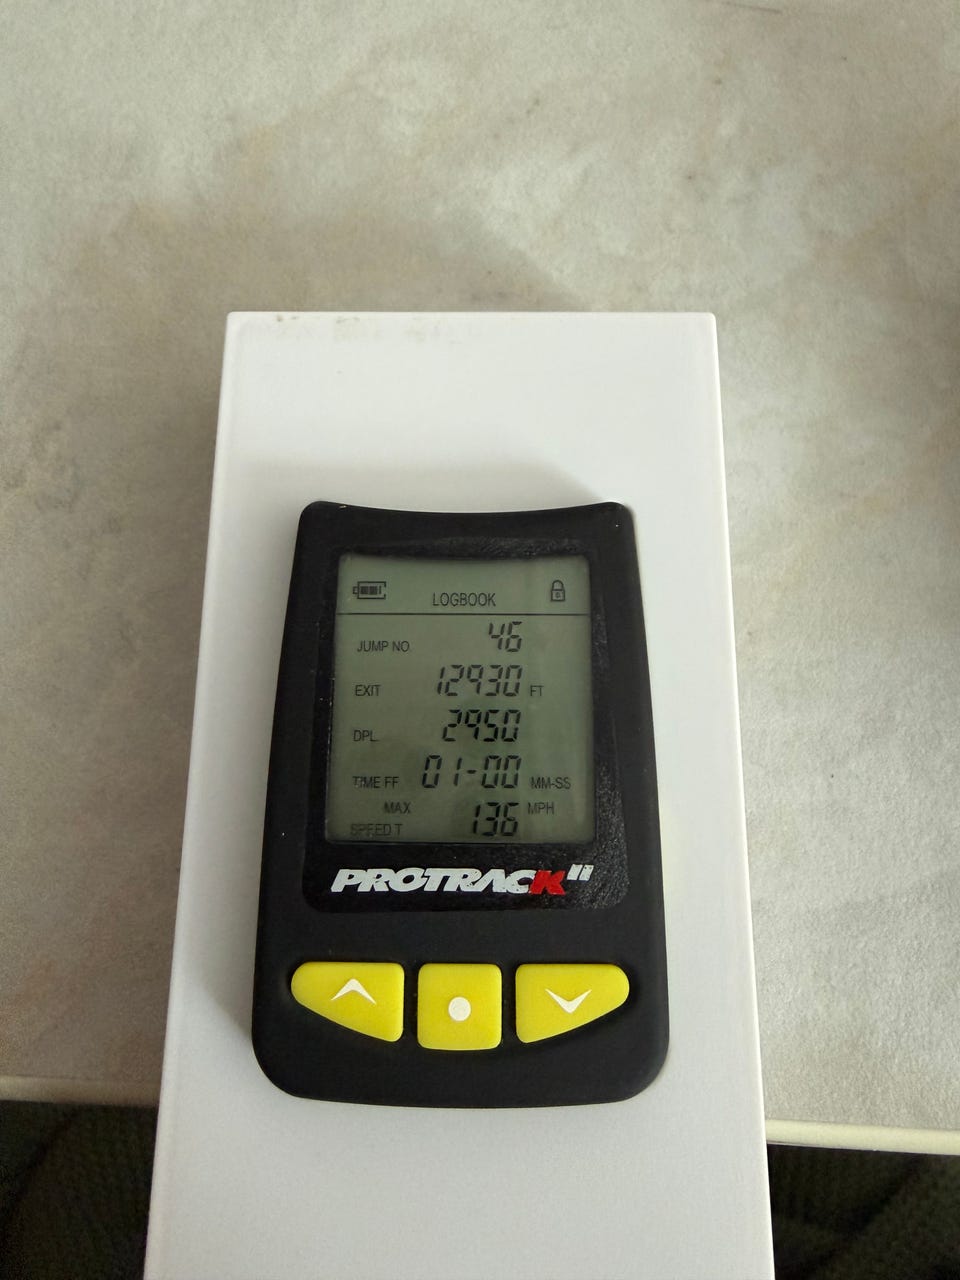 LOGBOOK
JUMP NO. 46
EXIT 12930 FT
DPL. 2950
TIME FF 01-00 MM-SS
MAX 136 MPH
SPEED T
PROTRACK II